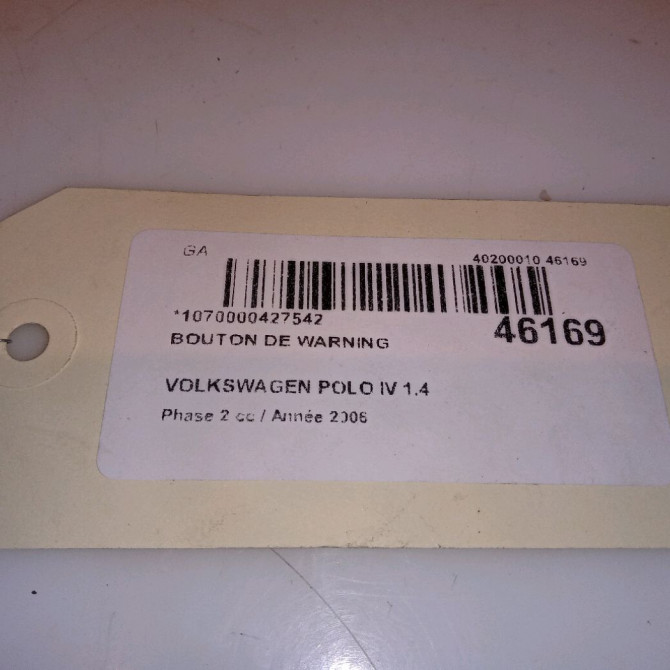 GA 40200010 46169
*1070000427542 46169
BOUTON DE WARNING
VOLKSWAGEN POLO IV 1.4
Phase 2 cc / Année 2006